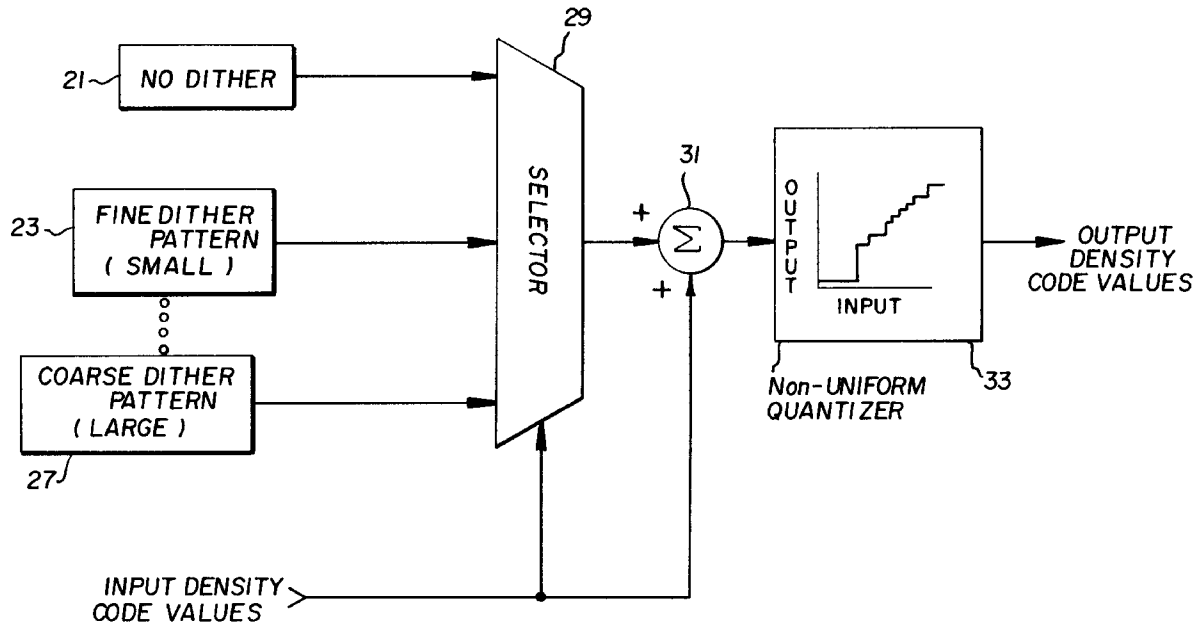 29
21
NO DITHER
SELECTOR
31
23
FINE DITHER
PATTERN
( SMALL )
+
Σ
+
OUTPUT
INPUT
OUTPUT
DENSITY
CODE VALUES
COARSE DITHER
PATTERN
( LARGE )
27
Non-UNIFORM
QUANTIZER
33
INPUT DENSITY
CODE VALUES